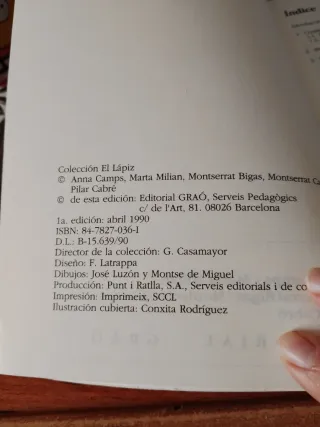 Indice
Colección El Lápiz
© Anna Camps, Marta Milian, Montserrat Bigas, Montserrat
Pilar Cabré
© de esta edición: Editorial GRAÓ, Serveis Pedagògics
c/ de l'Art, 81. 08026 Barcelona
1a. edición: abril 1990
ISBN: 84-7827-036-1
D.L.: B-15.639/90
Director de la colección: G. Casamayor
Diseño: F. Latrappa
Dibujos: José Luzón y Montse de Miguel
Producción: Punt i Ratlla, S.A., Serveis editorials i de
Impresión: Imprimeix, SCCL
Ilustración cubierta: Conxita Rodríguez